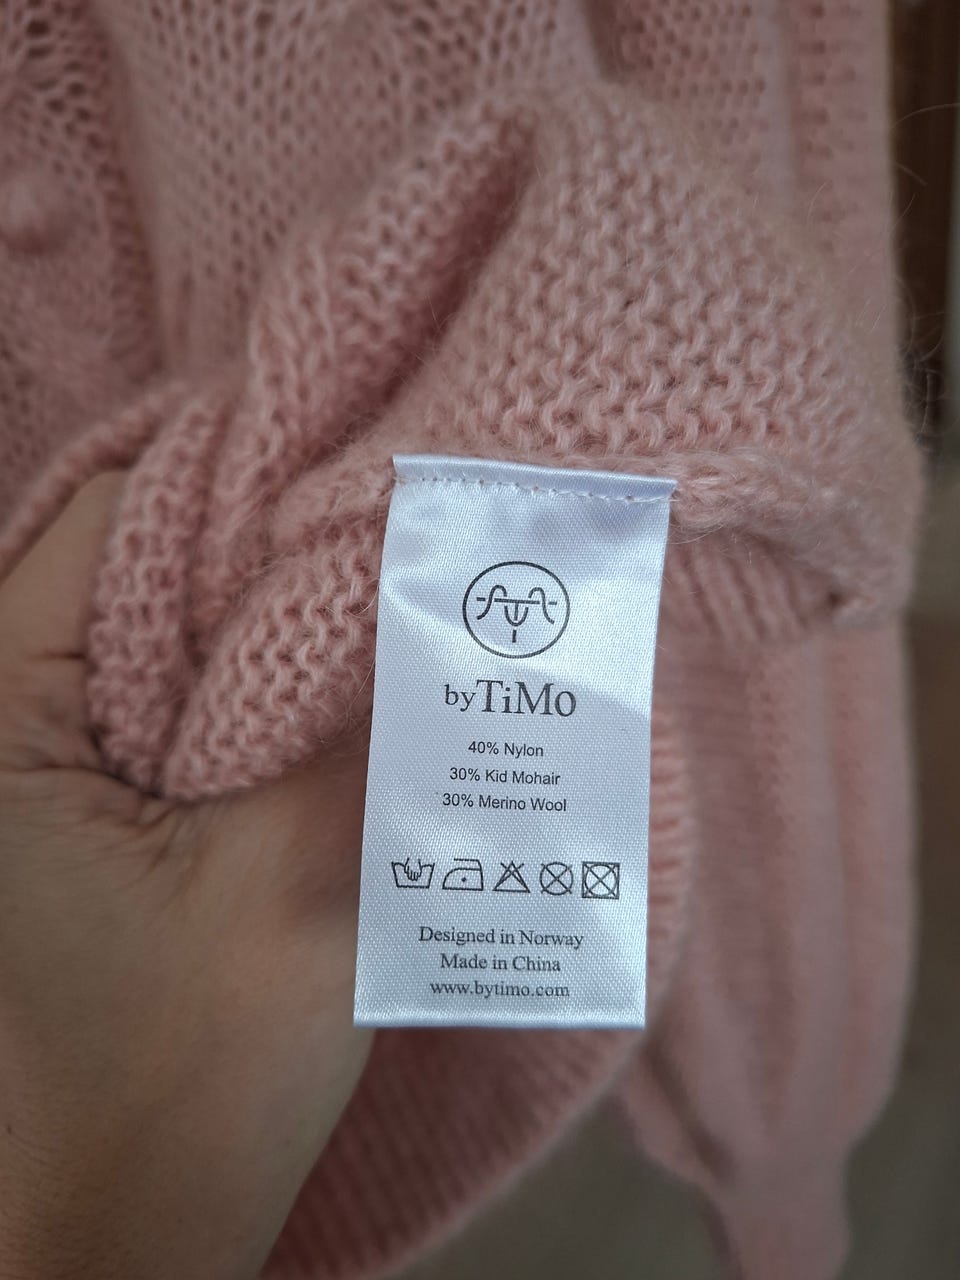 byTiMo
40% Nylon
30% Kid Mohair
30% Merino Wool
Designed in Norway
Made in China
www.bytimo.com